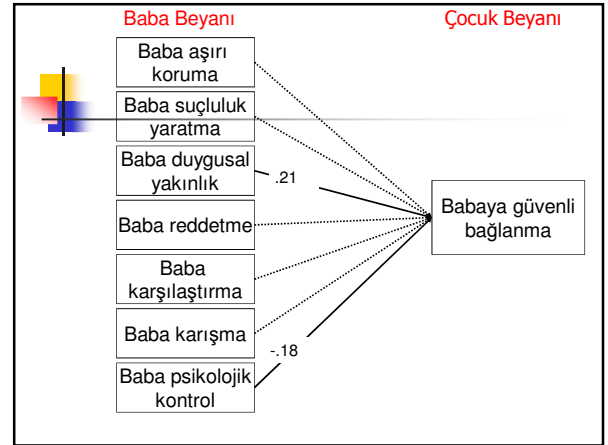 Baba Beyanı
Çocuk Beyanı
Baba aşırı
koruma
Baba suçluluk
yaratma
Baba duygusal
yakınlık
.21
Babaya güvenli
bağlanma
Baba reddetme
Baba
karşılaştırma
Baba karışma
-.18
Baba psikolojik
kontrol